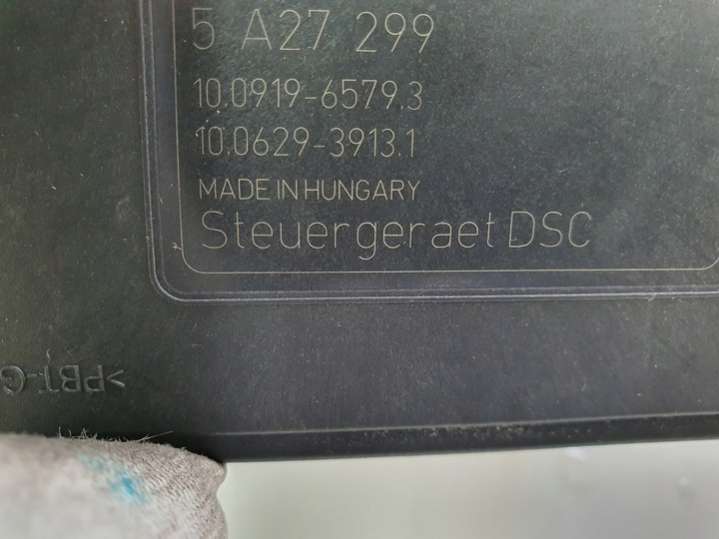 5 A27 299
10.0919-6579.3
10.0629-3913.1
MADE IN HUNGARY
Steuergeraet DSC
>PBT-G